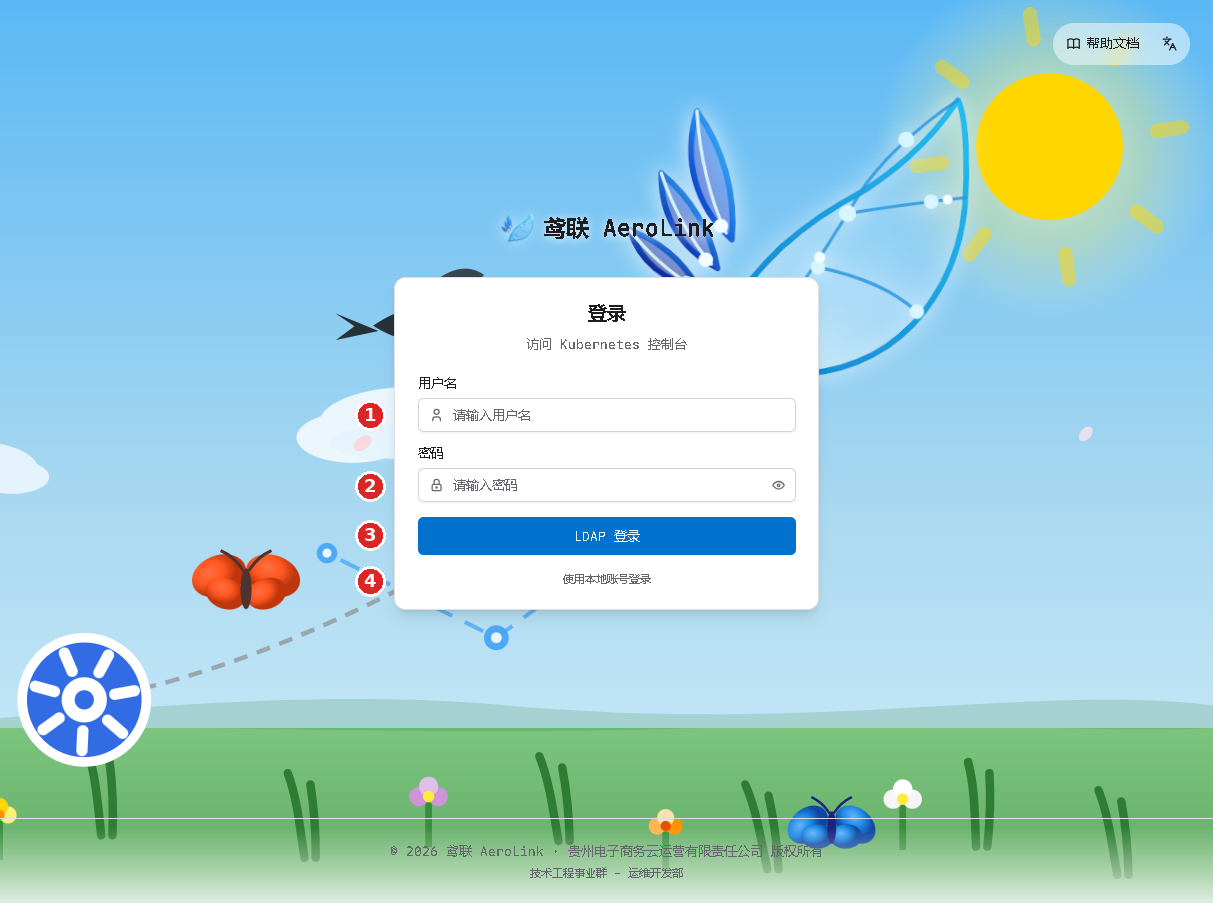 帮助文档
鸢联 AeroLink
登录
访问 Kubernetes 控制台
用户名
1 请输入用户名
密码
2 请输入密码
3 LDAP 登录
4 使用本地账号登录
© 2026 鸢联 AeroLink · 贵州电子商务云运营有限责任公司 版权所有
技术工程事业群 - 运维开发部